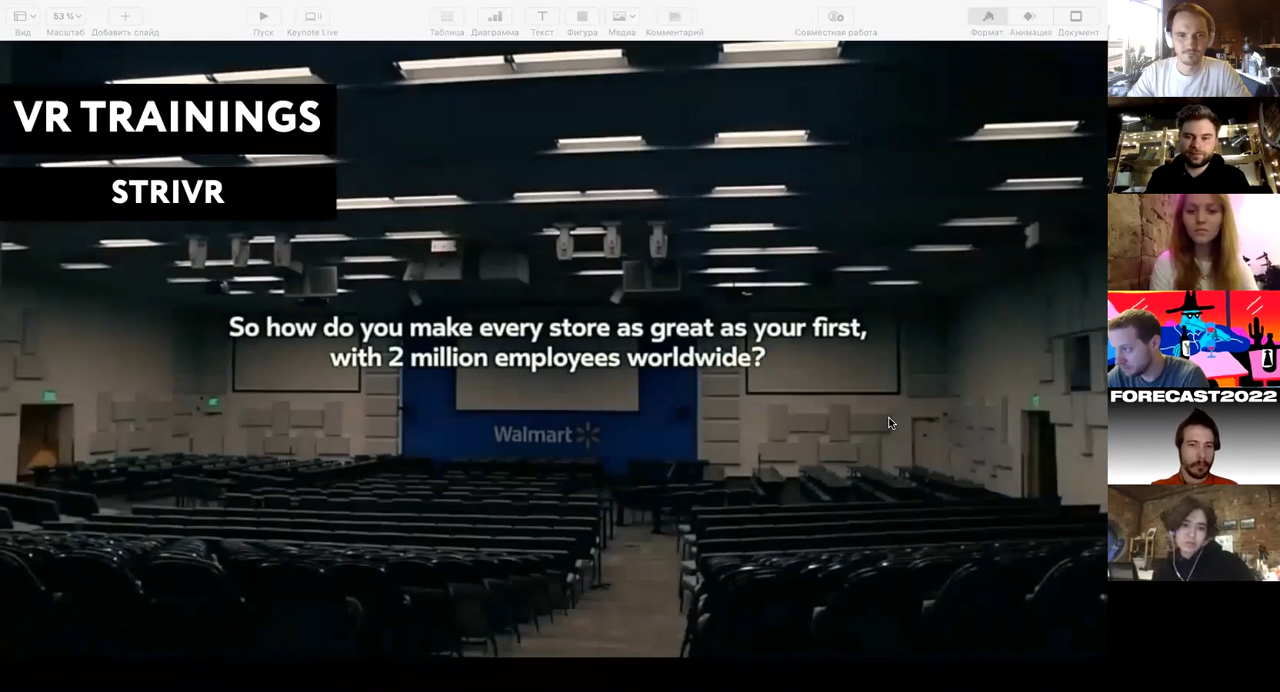 53 %
Вид
Масштаб
Добавить слайд
Пуск
Keynote Live
Таблица
Диаграмма
Текст
Фигура
Медиа
Комментарий
Совместная работа
Формат
Анимация
Документ
VR TRAININGS
STRIVR
So how do you make every store as great as your first,
with 2 million employees worldwide?
Walmart
FORECAST2022